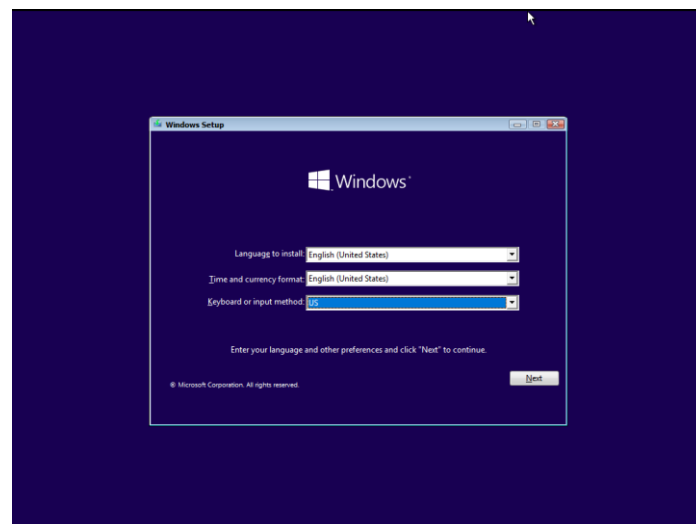 Windows Setup
Windows
Language to install: English (United States)
Time and currency format: English (United States)
Keyboard or input method: US
Enter your language and other preferences and click "Next" to continue.
© Microsoft Corporation. All rights reserved.
Next